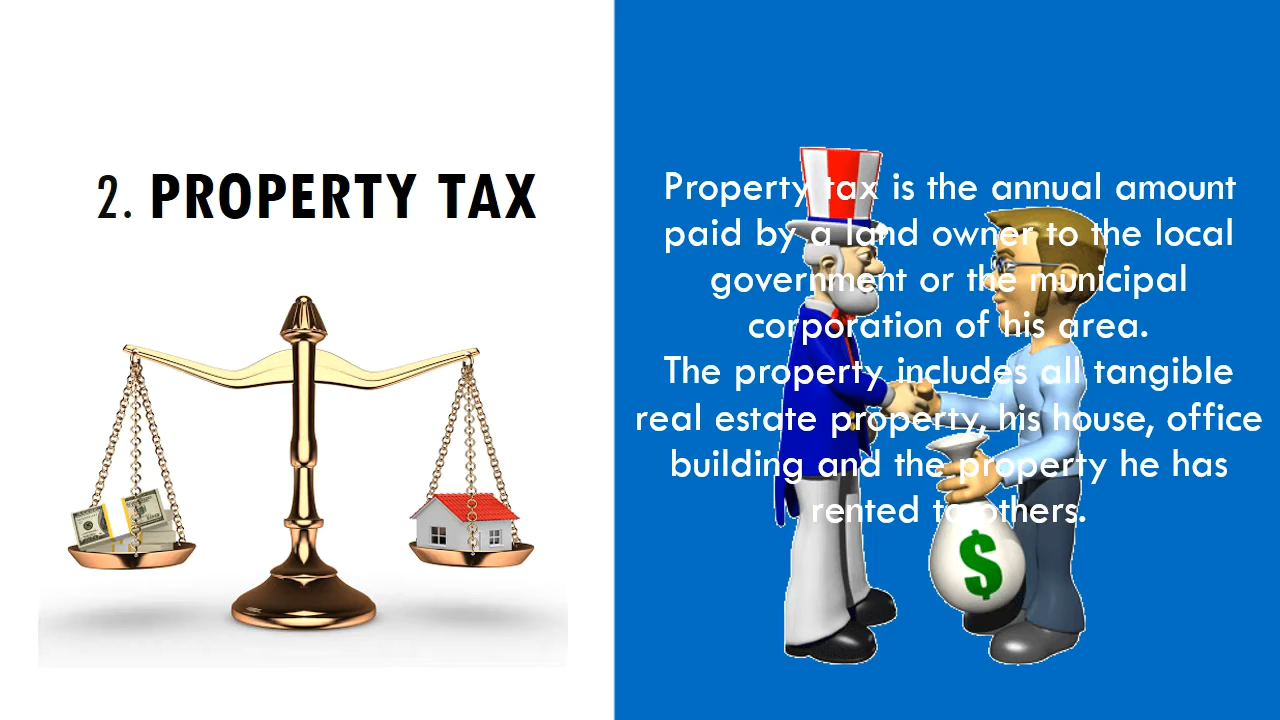 2. PROPERTY TAX
Property tax is the annual amount
paid by a land owner to the local
government or the municipal
corporation of his area.
The property includes all tangible
real estate property, his house, office
building and the property he has
rented to others.
$